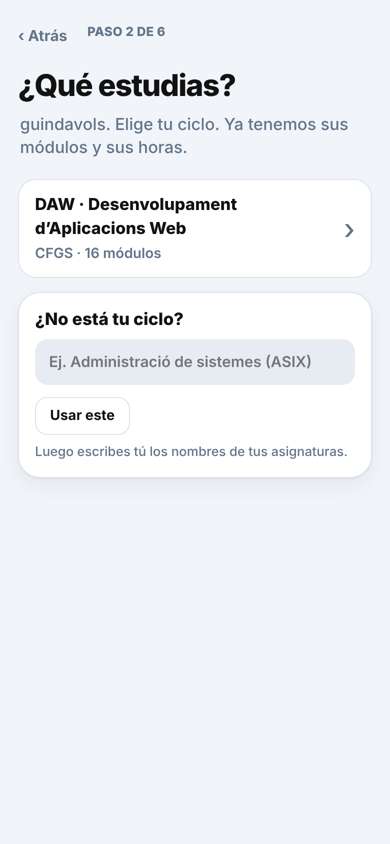 ‹ Atrás
PASO 2 DE 6
¿Qué estudias?
guindavols. Elige tu ciclo. Ya tenemos sus
módulos y sus horas.
DAW · Desenvolupament
d’Aplicacions Web
CFGS · 16 módulos
›
¿No está tu ciclo?
Ej. Administració de sistemes (ASIX)
Usar este
Luego escribes tú los nombres de tus asignaturas.